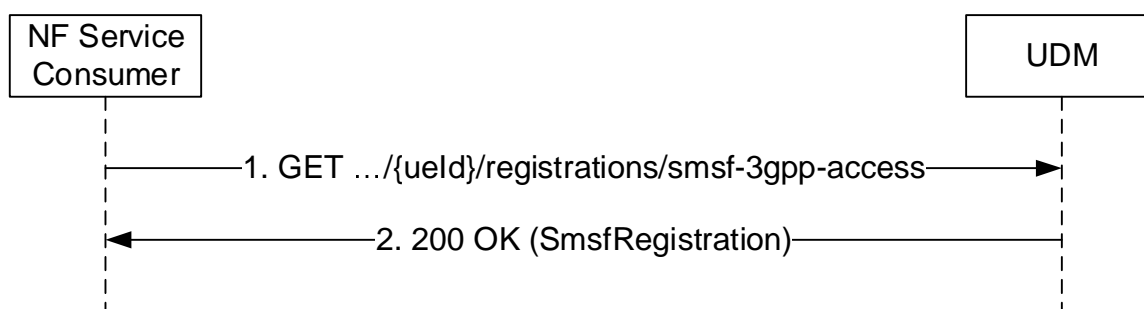 NF Service
Consumer
UDM
1. GET …/{ueId}/registrations/smsf-3gpp-access
2. 200 OK (SmsfRegistration)